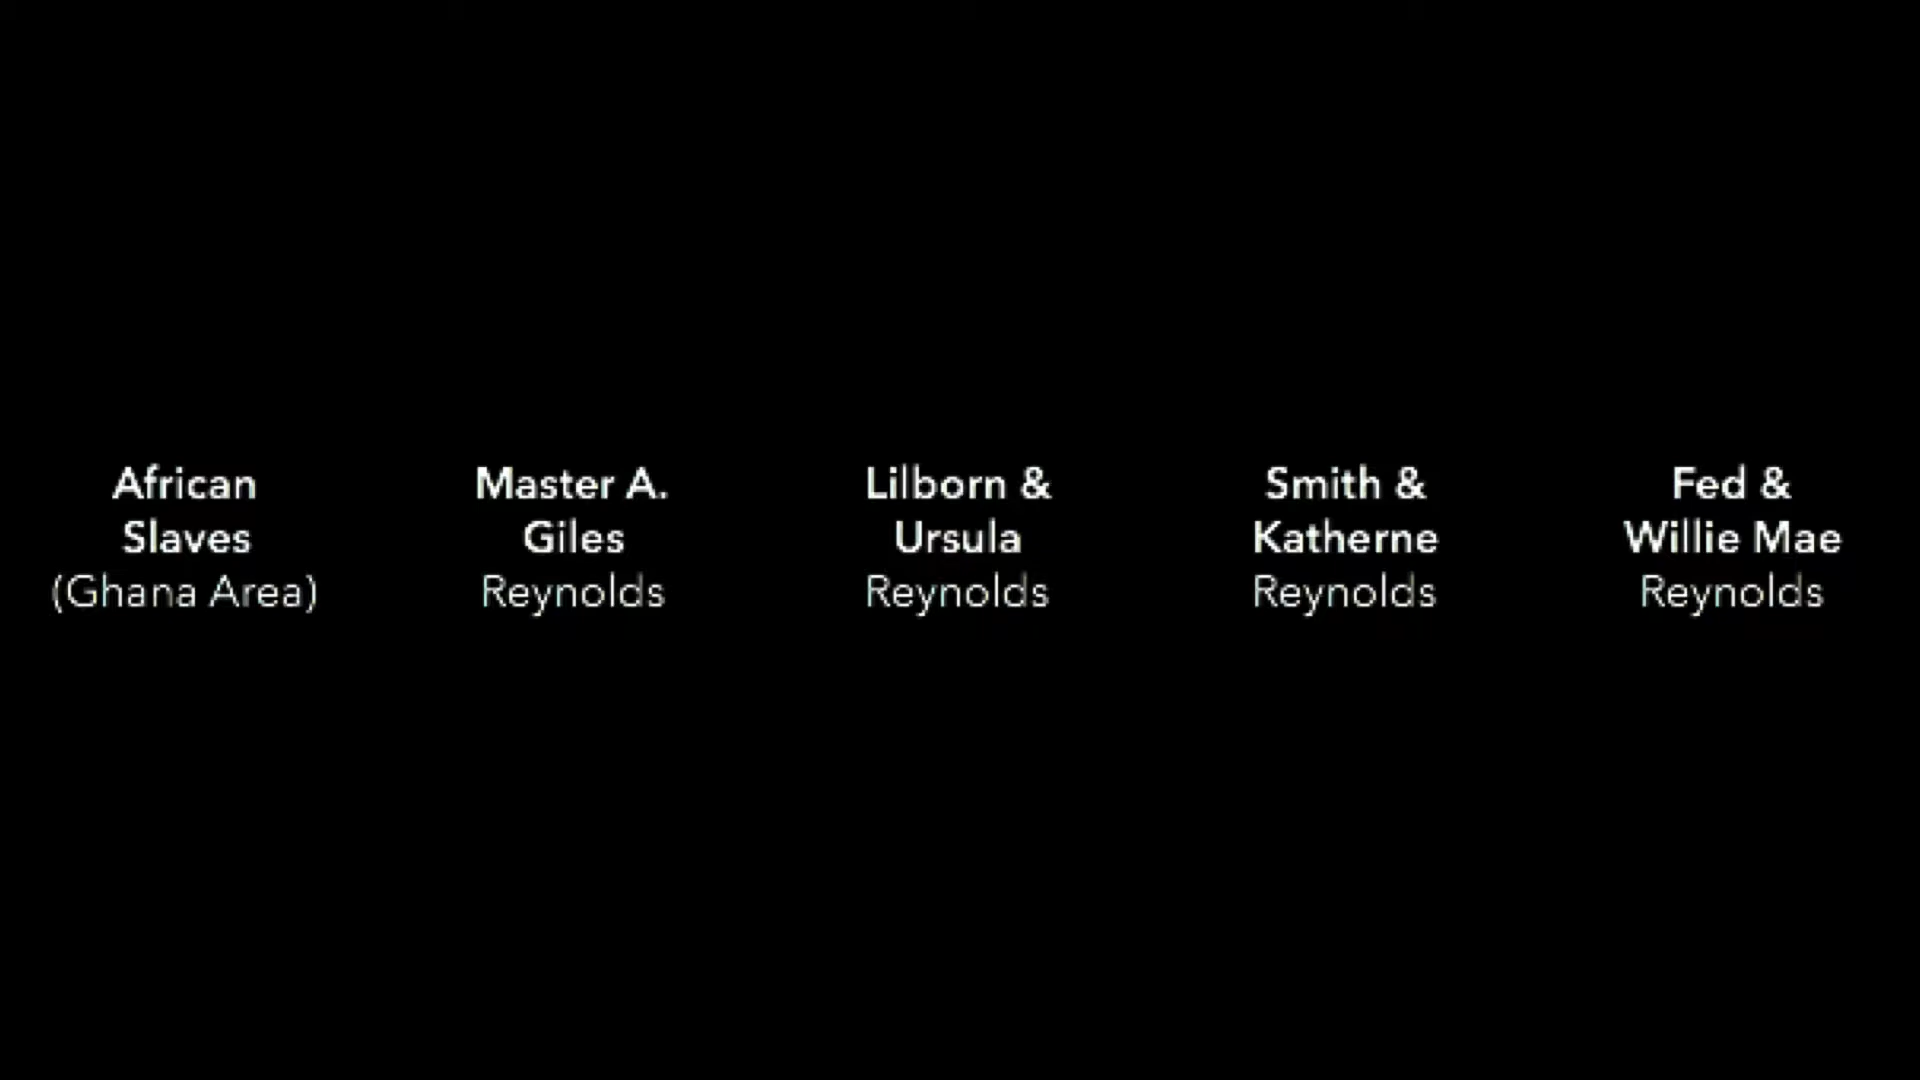 African
Slaves
(Ghana Area)
Master A.
Giles
Reynolds
Lilborn &
Ursula
Reynolds
Smith &
Katherne
Reynolds
Fed &
Willie Mae
Reynolds